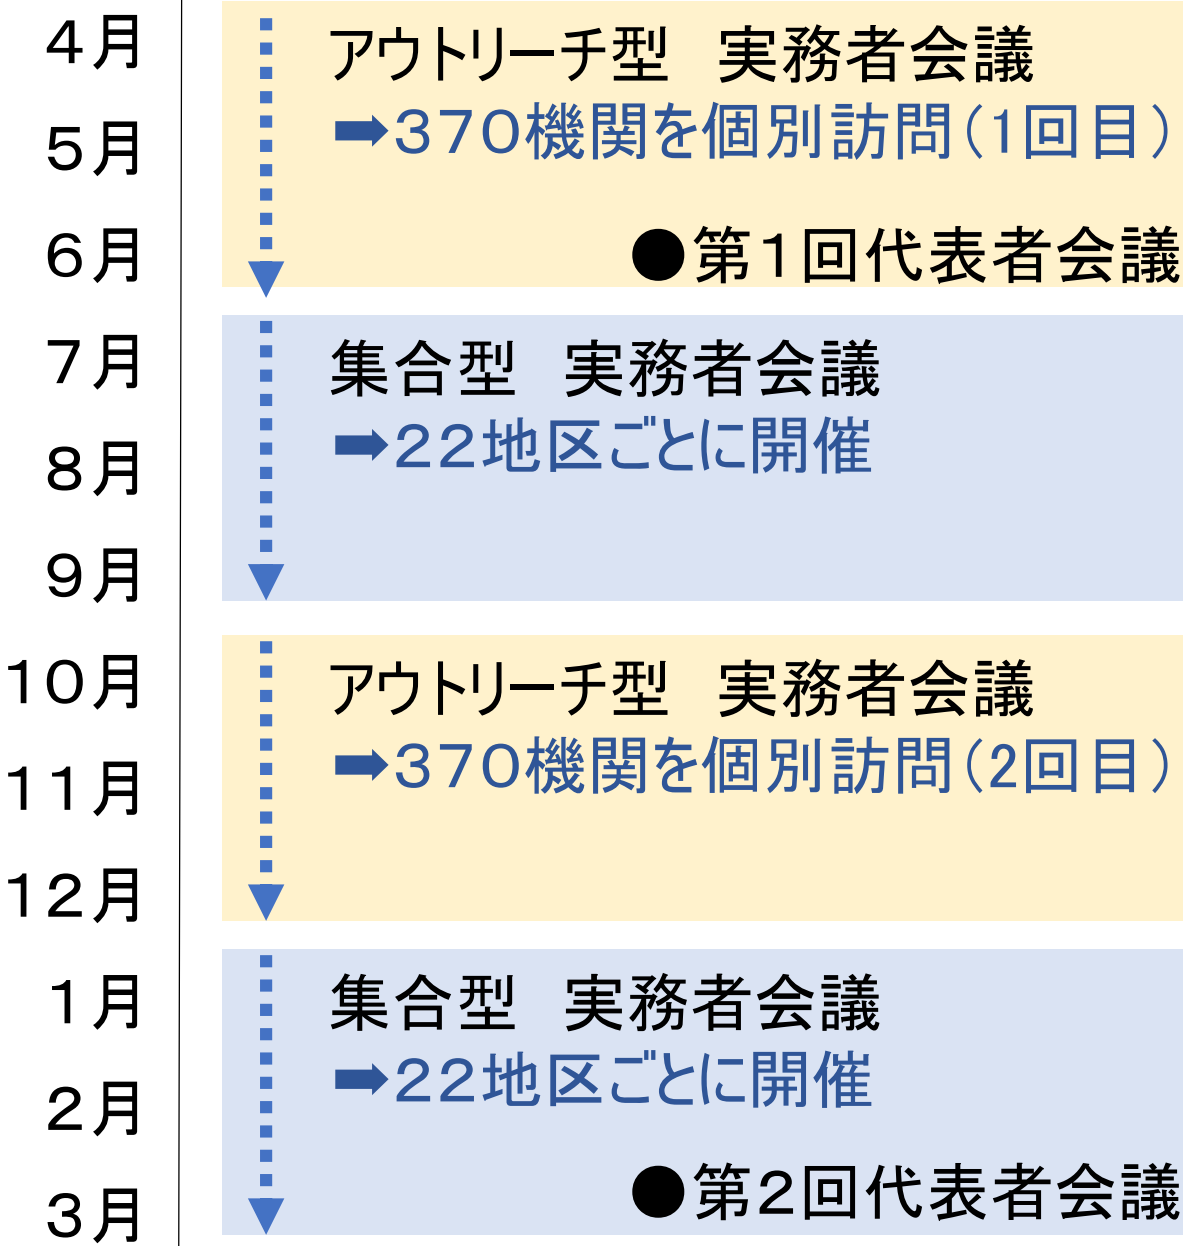 4月
アウトリーチ型　実務者会議
➡370機関を個別訪問(1回目)
5月
6月
●第1回代表者会議
7月
集合型　実務者会議
➡22地区ごとに開催
8月
9月
10月
アウトリーチ型　実務者会議
➡370機関を個別訪問(2回目)
11月
12月
1月
集合型　実務者会議
➡22地区ごとに開催
2月
3月
●第2回代表者会議